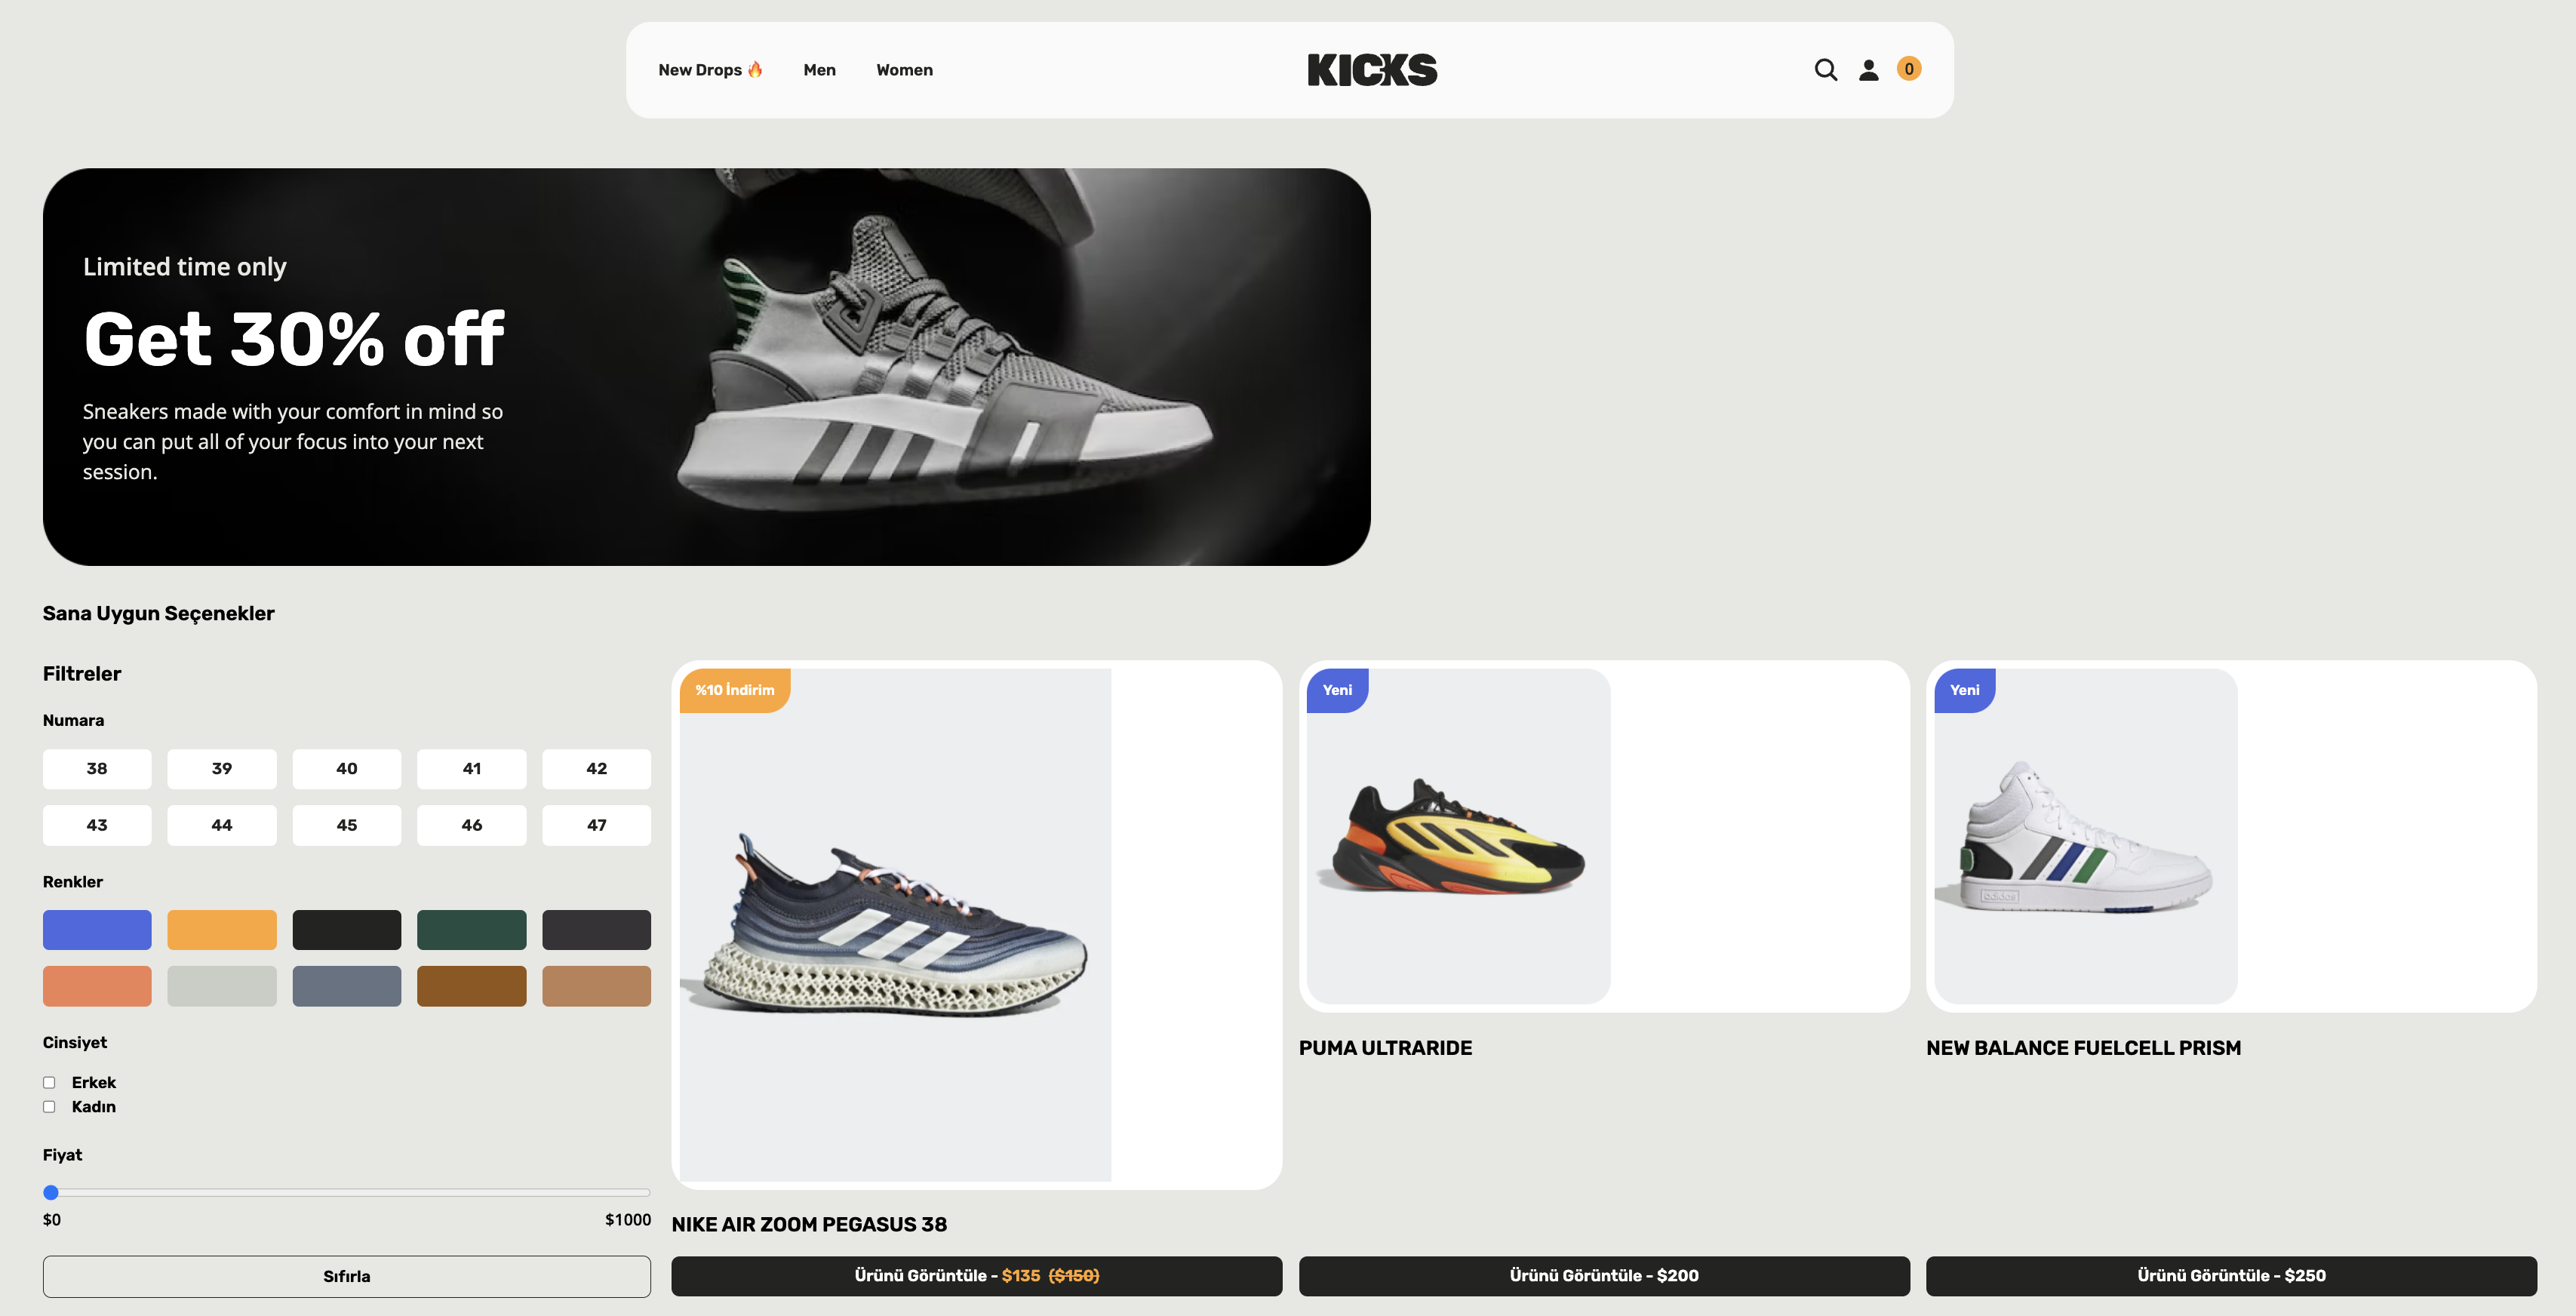 New Drops 🔥 Men Women KICKS 0
Limited time only
Get 30% off
Sneakers made with your comfort in mind so
you can put all of your focus into your next
session.
Sana Uygun Seçenekler
Filtreler
Numara
38 39 40 41 42
43 44 45 46 47
Renkler
Cinsiyet
Erkek
Kadın
Fiyat
$0 $1000
Sıfırla
%10 İndirim
adidas
NIKE AIR ZOOM PEGASUS 38
Ürünü Görüntüle - $135 ($150)
Yeni
PUMA ULTRARIDE
Ürünü Görüntüle - $200
Yeni
NEW BALANCE FUELCELL PRISM
Ürünü Görüntüle - $250